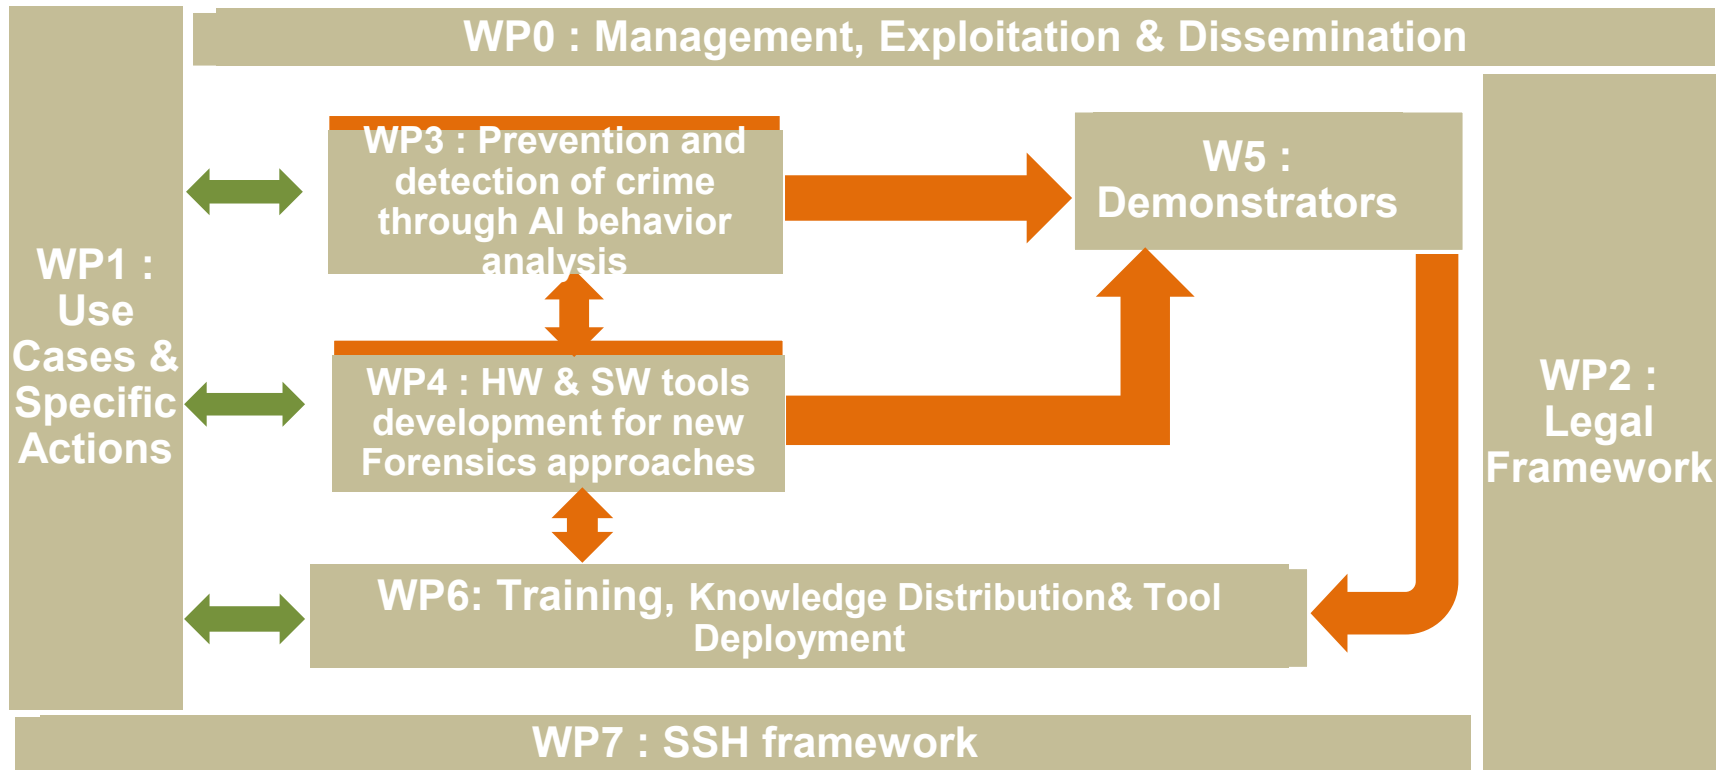 WP0 : Management, Exploitation & Dissemination
WP1 :
Use
Cases &
Specific
Actions
WP3 : Prevention and
detection of crime
through AI behavior
analysis
W5 :
Demonstrators
WP4 : HW & SW tools
development for new
Forensics approaches
WP2 :
Legal
Framework
WP6: Training, Knowledge Distribution& Tool
Deployment
WP7 : SSH framework